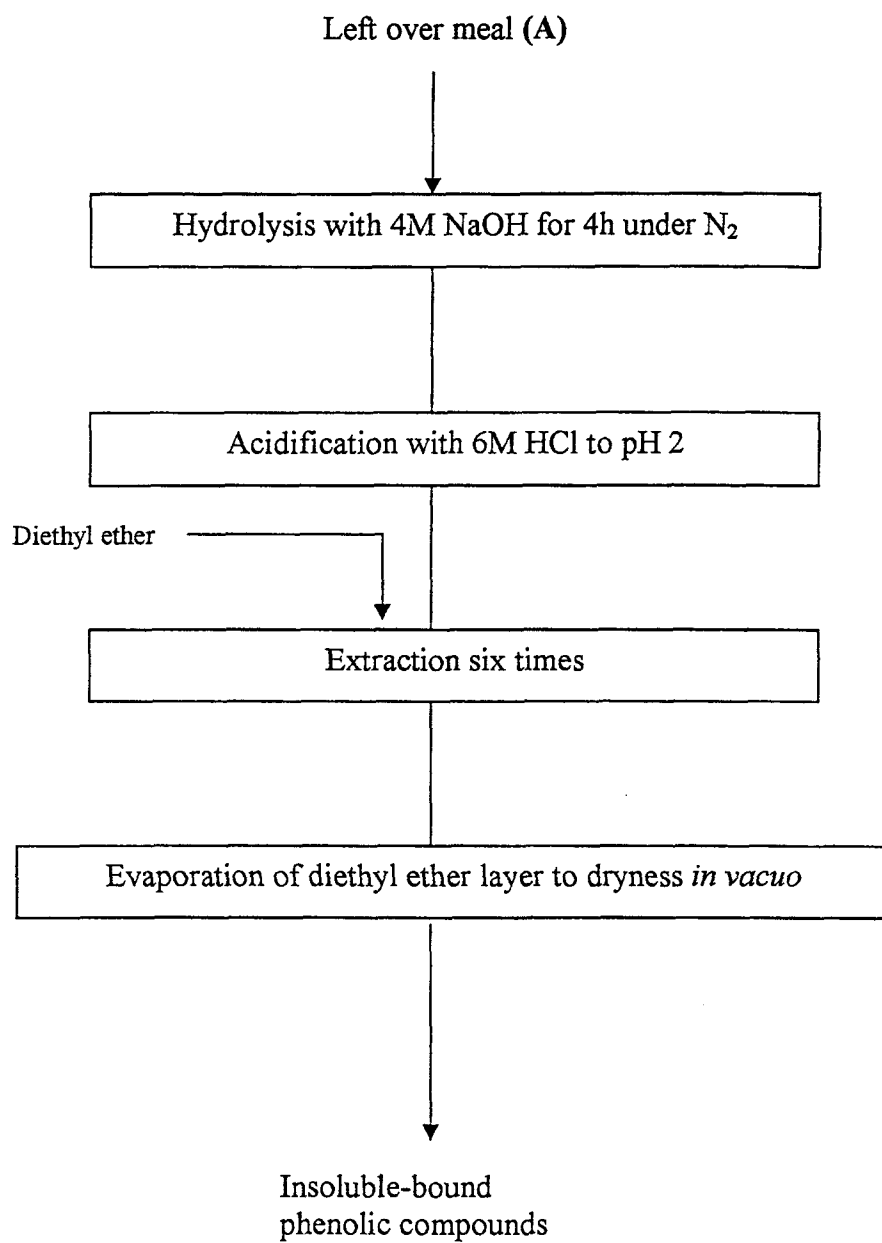 Left over meal (A)
Hydrolysis with 4M NaOH for 4h under N₂
Acidification with 6M HCl to pH 2
Diethyl ether
Extraction six times
Evaporation of diethyl ether layer to dryness in vacuo
Insoluble-bound
phenolic compounds